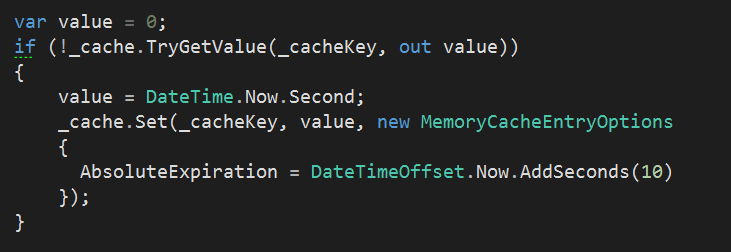 var value = 0;
if (!_cache.TryGetValue(_cacheKey, out value))
{
    value = DateTime.Now.Second;
    _cache.Set(_cacheKey, value, new MemoryCacheEntryOptions
    {
      AbsoluteExpiration = DateTimeOffset.Now.AddSeconds(10)
    });
}